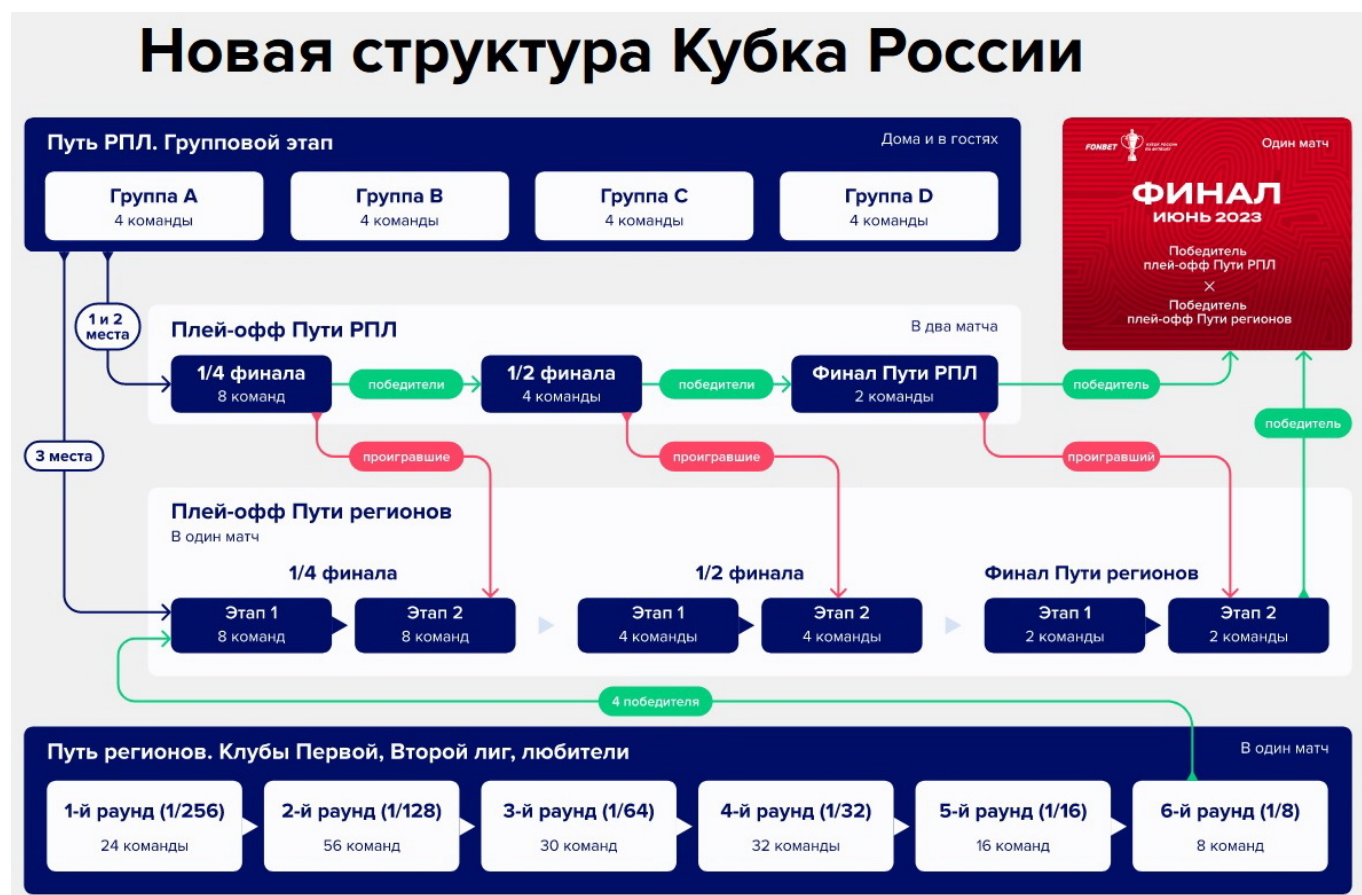 Новая структура Кубка России
Путь РПЛ. Групповой этап
Дома и в гостях
Группа A
4 команды
Группа B
4 команды
Группа C
4 команды
Группа D
4 команды
FONBET
КУБОК РОССИИ
ПО ФУТБОЛУ
Один матч
ФИНАЛ
ИЮНЬ 2023
Победитель
плей-офф Пути РПЛ
×
Победитель
плей-офф Пути регионов
1 и 2
места
Плей-офф Пути РПЛ
В два матча
1/4 финала
8 команд
победители
1/2 финала
4 команды
победители
Финал Пути РПЛ
2 команды
победитель
победитель
3 места
проигравшие
проигравшие
проигравший
Плей-офф Пути регионов
В один матч
1/4 финала
1/2 финала
Финал Пути регионов
Этап 1
8 команд
Этап 2
8 команд
Этап 1
4 команды
Этап 2
4 команды
Этап 1
2 команды
Этап 2
2 команды
4 победителя
Путь регионов. Клубы Первой, Второй лиг, любители
В один матч
1-й раунд (1/256)
24 команды
2-й раунд (1/128)
56 команд
3-й раунд (1/64)
30 команд
4-й раунд (1/32)
32 команды
5-й раунд (1/16)
16 команд
6-й раунд (1/8)
8 команд